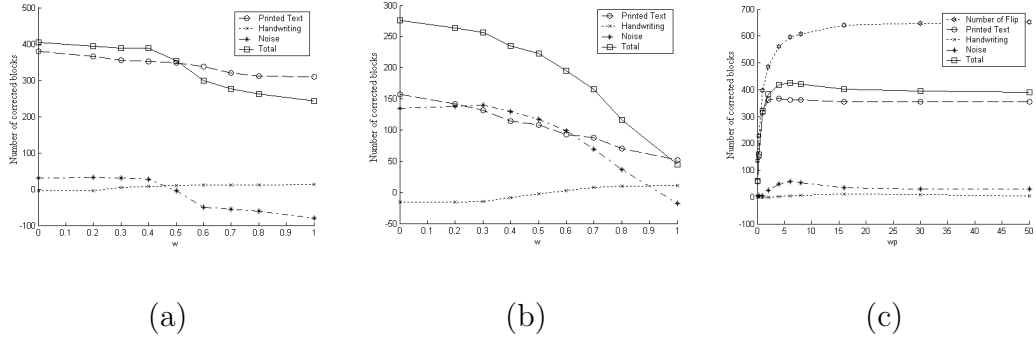 Number of corrected blocks
500
400
300
200
100
0
-100
0 0.1 0.2 0.3 0.4 0.5 0.6 0.7 0.8 0.9 1
w
Printed Text
Handwriting
Noise
Total
(a)
Number of corrected blocks
300
250
200
150
100
50
0
-50
0 0.1 0.2 0.3 0.4 0.5 0.6 0.7 0.8 0.9 1
w
Printed Text
Handwriting
Noise
Total
(b)
Number of corrected blocks
700
600
500
400
300
200
100
0
-100
0 5 10 15 20 25 30 35 40 45 50
wp
Number of Flip
Printed Text
Handwriting
Noise
Total
(c)